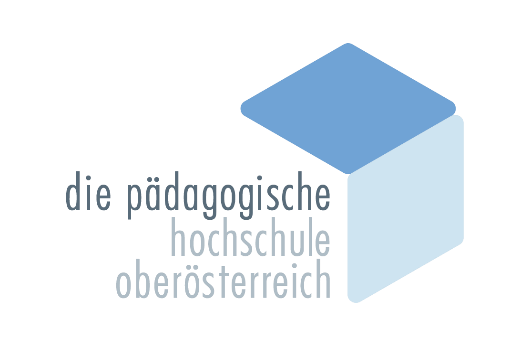 die pädagogische
hochschule
oberösterreich